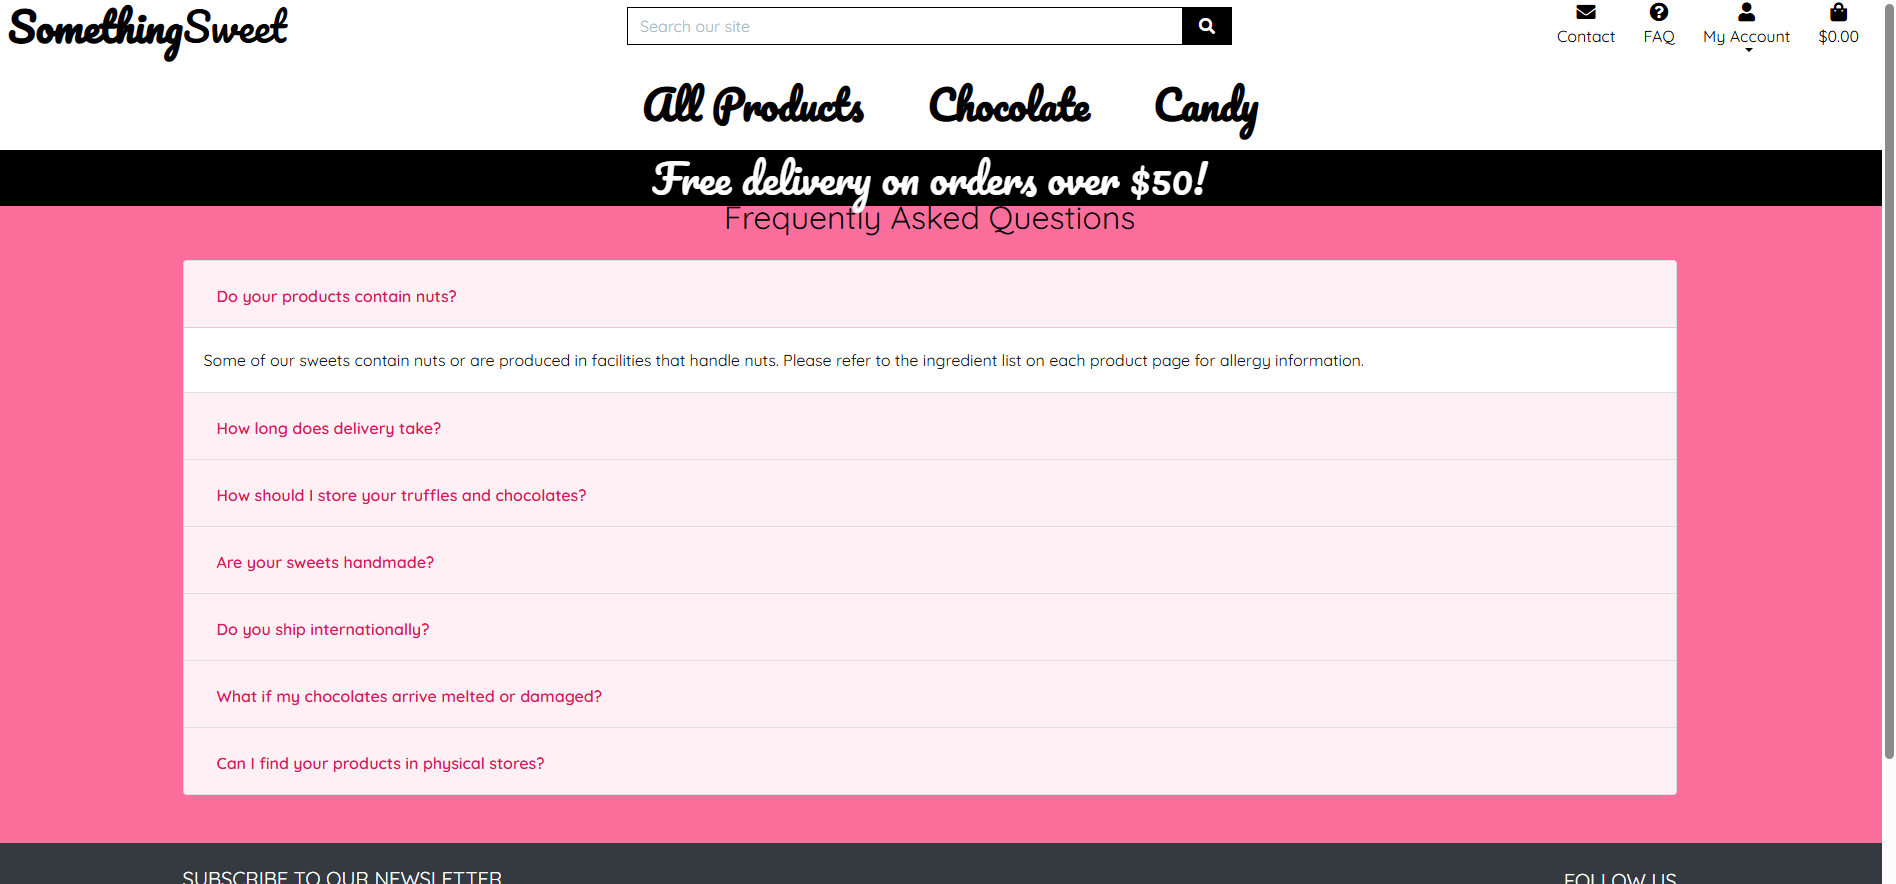 SomethingSweet
Search our site
Contact
FAQ
My Account
$0.00
All Products
Chocolate
Candy
Free delivery on orders over $50!
Frequently Asked Questions
Do your products contain nuts?
Some of our sweets contain nuts or are produced in facilities that handle nuts. Please refer to the ingredient list on each product page for allergy information.
How long does delivery take?
How should I store your truffles and chocolates?
Are your sweets handmade?
Do you ship internationally?
What if my chocolates arrive melted or damaged?
Can I find your products in physical stores?
SUBSCRIBE TO OUR NEWSLETTER
FOLLOW US